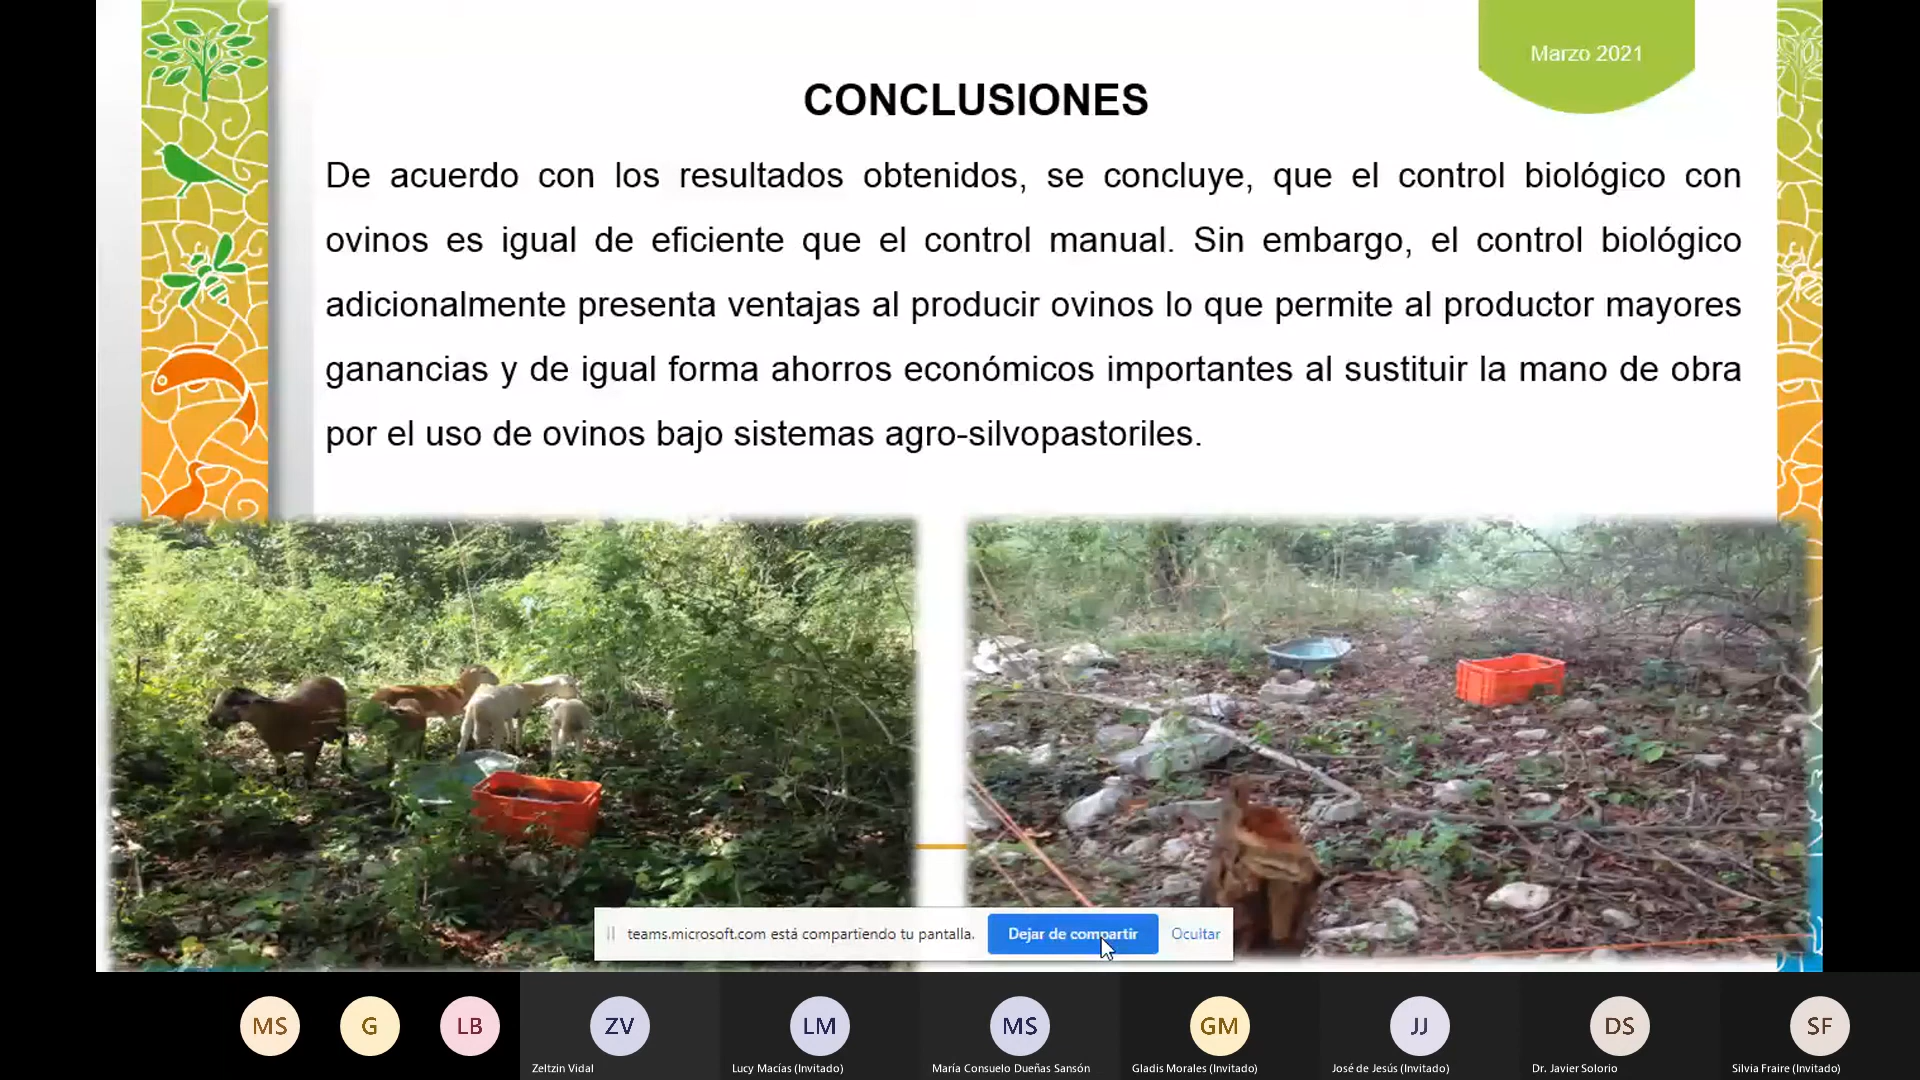 Marzo 2021
CONCLUSIONES
De acuerdo con los resultados obtenidos, se concluye, que el control biológico con
ovinos es igual de eficiente que el control manual. Sin embargo, el control biológico
adicionalmente presenta ventajas al producir ovinos lo que permite al productor mayores
ganancias y de igual forma ahorros económicos importantes al sustituir la mano de obra
por el uso de ovinos bajo sistemas agro-silvopastoriles.
teams.microsoft.com está compartiendo tu pantalla.
Dejar de compartir
Ocultar
MS
G
LB
ZV
LM
MS
GM
JJ
DS
SF
Zeltzin Vidal
Lucy Macías (Invitado)
María Consuelo Dueñas Sansón
Gladis Morales (Invitado)
José de Jesús (Invitado)
Dr. Javier Solorio
Silvia Fraire (Invitado)